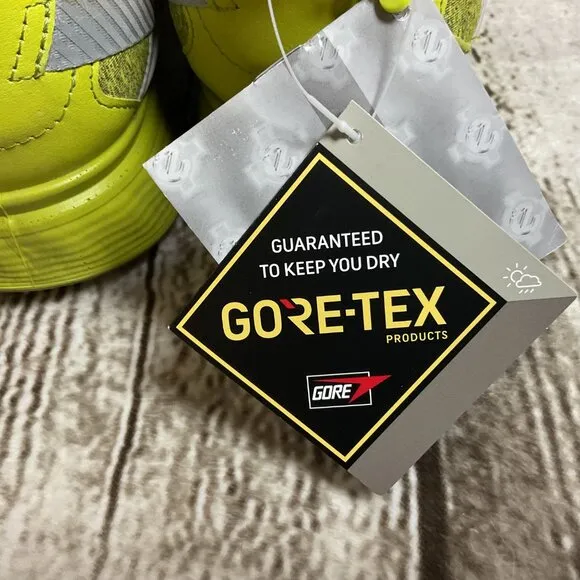 GUARANTEED
TO KEEP YOU DRY
GORE-TEX
PRODUCTS
GORE